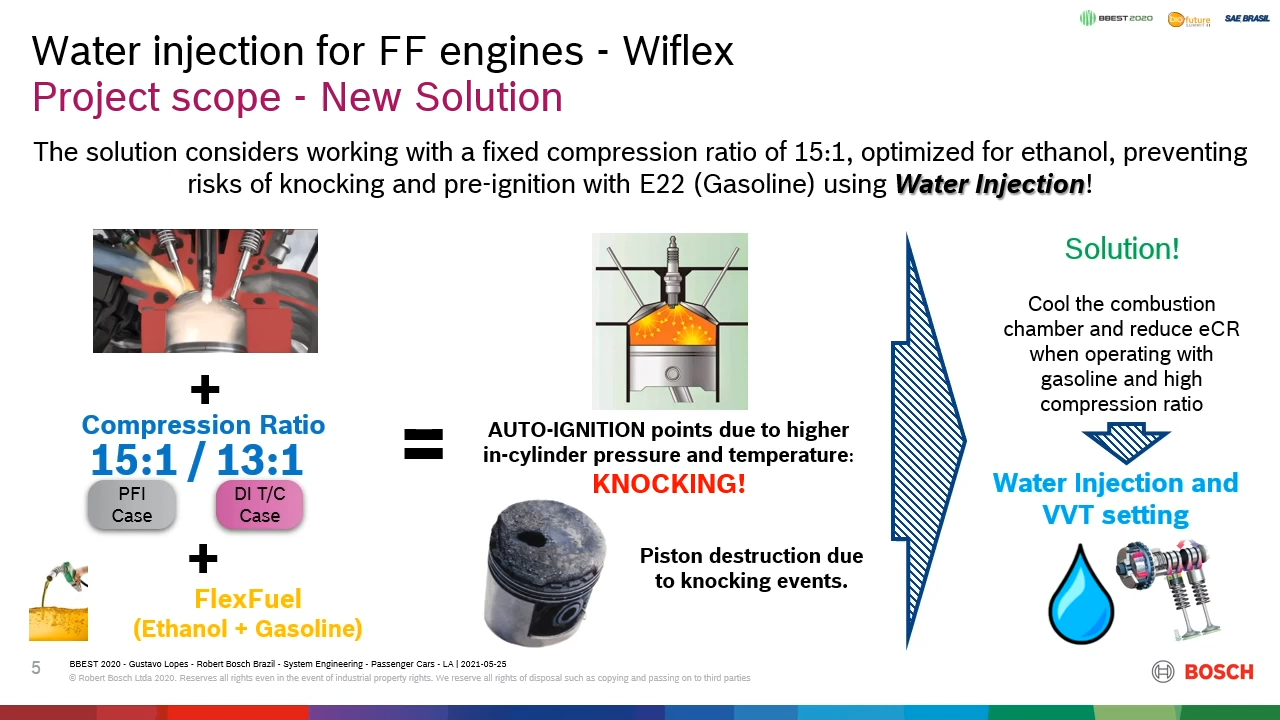 BBEST 2020
biofuture
SUMMIT II
SAE BRASIL
Water injection for FF engines - Wiflex
Project scope - New Solution
The solution considers working with a fixed compression ratio of 15:1, optimized for ethanol, preventing
risks of knocking and pre-ignition with E22 (Gasoline) using Water Injection!
+
Compression Ratio
15:1 / 13:1
PFI
Case
DI T/C
Case
+
FlexFuel
(Ethanol + Gasoline)
=
AUTO-IGNITION points due to higher
in-cylinder pressure and temperature:
KNOCKING!
Piston destruction due
to knocking events.
Solution!
Cool the combustion
chamber and reduce eCR
when operating with
gasoline and high
compression ratio
Water Injection and
VVT setting
5
BBEST 2020 - Gustavo Lopes - Robert Bosch Brazil - System Engineering - Passenger Cars - LA | 2021-05-25
© Robert Bosch Ltda 2020. Reserves all rights even in the event of industrial property rights. We reserve all rights of disposal such as copying and passing on to third parties
BOSCH